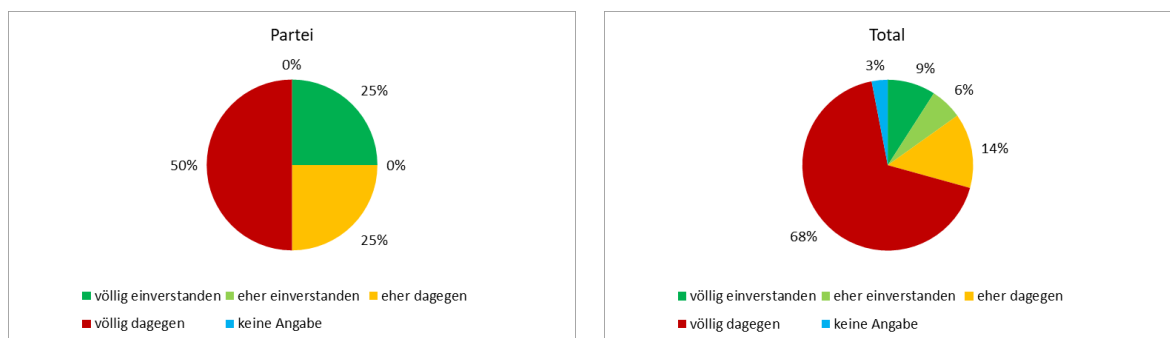 Partei
0%
25%
50%
0%
25%
völlig einverstanden eher einverstanden eher dagegen
völlig dagegen keine Angabe
Total
3%
9%
6%
14%
68%
völlig einverstanden eher einverstanden eher dagegen
völlig dagegen keine Angabe